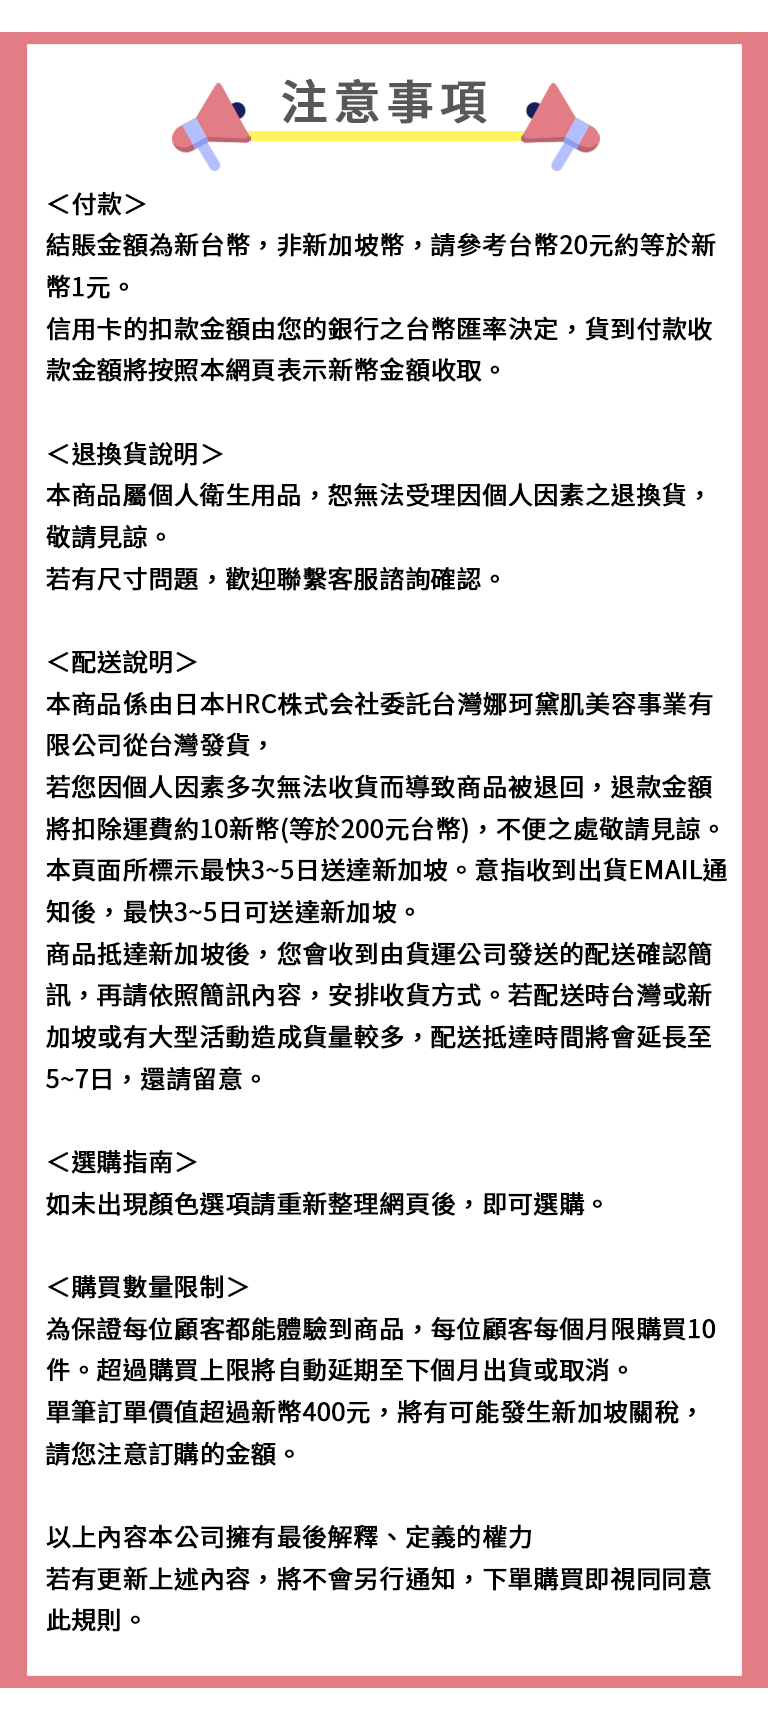 注意事項
＜付款＞
結賬金額為新台幣，非新加坡幣，請參考台幣20元約等於新
幣1元。
信用卡的扣款金額由您的銀行之台幣匯率決定，貨到付款收
款金額將按照本網頁表示新幣金額收取。
＜退換貨說明＞
本商品屬個人衛生用品，恕無法受理因個人因素之退換貨，
敬請見諒。
若有尺寸問題，歡迎聯繫客服諮詢確認。
＜配送說明＞
本商品係由日本HRC株式会社委託台灣娜珂黛肌美容事業有
限公司從台灣發貨，
若您因個人因素多次無法收貨而導致商品被退回，退款金額
將扣除運費約10新幣(等於200元台幣)，不便之處敬請見諒。
本頁面所標示最快3~5日送達新加坡。意指收到出貨EMAIL通
知後，最快3~5日可送達新加坡。
商品抵達新加坡後，您會收到由貨運公司發送的配送確認簡
訊，再請依照簡訊內容，安排收貨方式。若配送時台灣或新
加坡或有大型活動造成貨量較多，配送抵達時間將會延長至
5~7日，還請留意。
＜選購指南＞
如未出現顏色選項請重新整理網頁後，即可選購。
＜購買數量限制＞
為保證每位顧客都能體驗到商品，每位顧客每個月限購買10
件。超過購買上限將自動延期至下個月出貨或取消。
單筆訂單價值超過新幣400元，將有可能發生新加坡關稅，
請您注意訂購的金額。
以上內容本公司擁有最後解釋、定義的權力
若有更新上述內容，將不會另行通知，下單購買即視同同意
此規則。